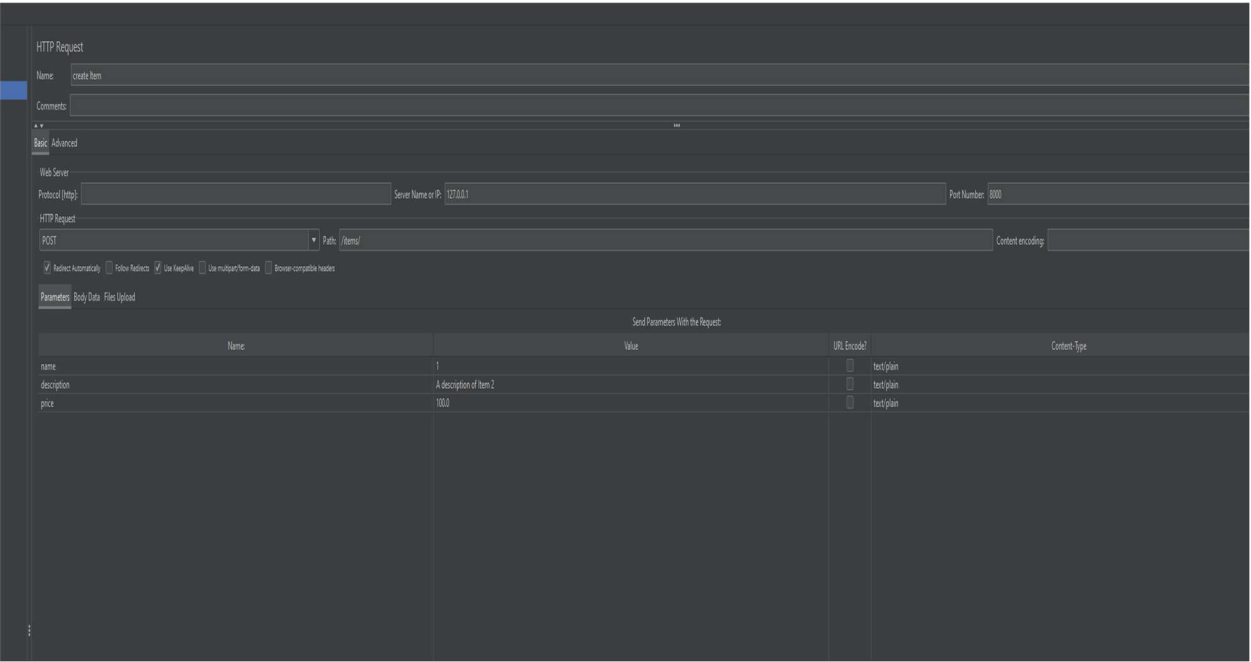 HTTP Request
Name: create Item
Comments:
Basic Advanced
Web Server
Protocol [http]: Server Name or IP: 127.0.0.1 Port Number: 8000
HTTP Request
POST Path: /items/ Content encoding:
Redirect Automatically Follow Redirects Use KeepAlive Use multipart/form-data Browser-compatible headers
Parameters Body Data Files Upload
Send Parameters With the Request:
Name: Value URL Encode? Content-Type
name 1 text/plain
description A description of Item 2 text/plain
price 100.0 text/plain